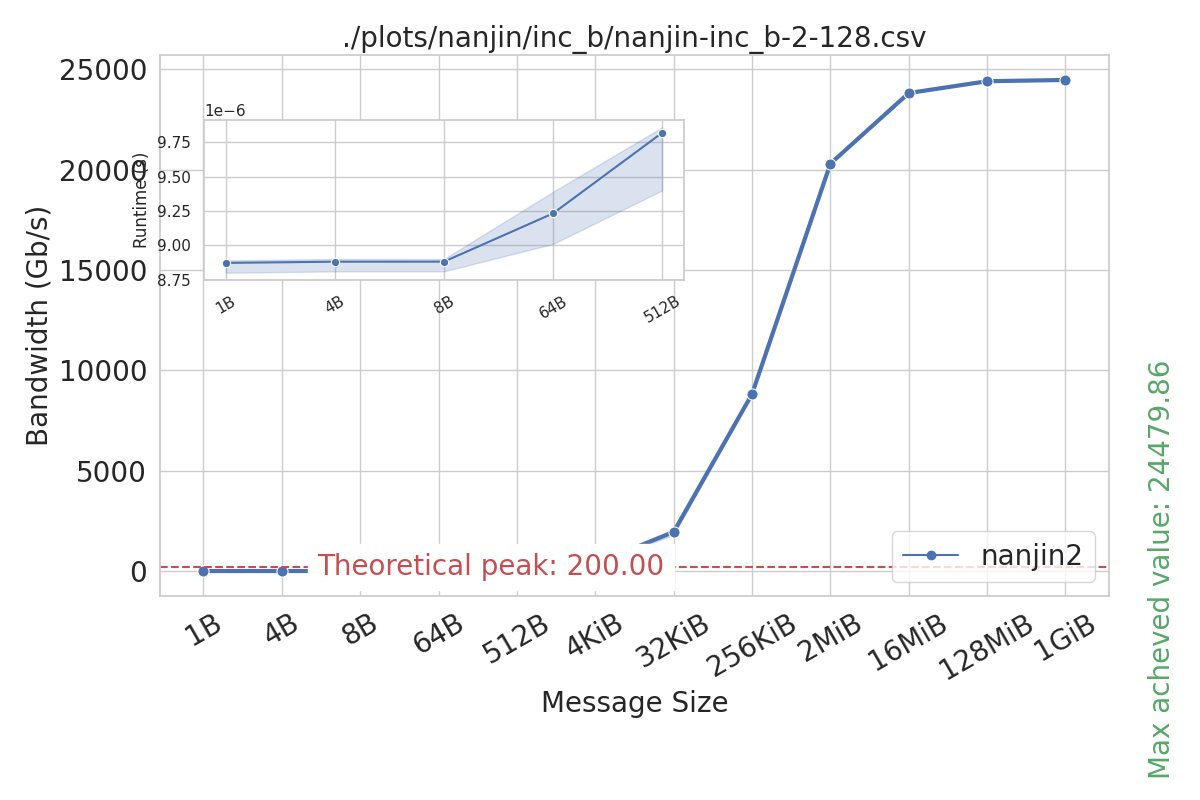 ./plots/nanjin/inc_b/nanjin-inc_b-2-128.csv
25000
20000
15000
10000
5000
0
Bandwidth (Gb/s)
1e−6
9.75
9.50
9.25
9.00
8.75
Runtime (s)
1B
4B
8B
64B
512B
Theoretical peak: 200.00
nanjin2
1B
4B
8B
64B
512B
4KiB
32KiB
256KiB
2MiB
16MiB
128MiB
1GiB
Message Size
Max acheved value: 24479.86